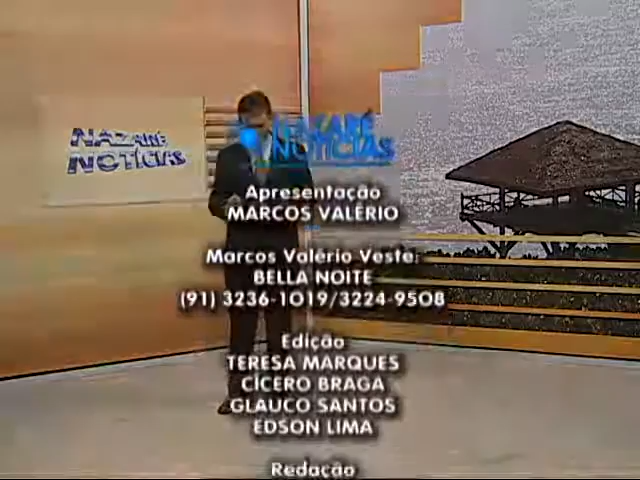 NAZARÉ
NOTÍCIAS
NAZARÉ
NOTÍCIAS
Apresentação
MARCOS VALÉRIO
Marcos Valério Veste:
BELLA NOITE
(91) 3236-1019/3224-9508
Edição
TERESA MARQUES
CÍCERO BRAGA
GLAUCO SANTOS
EDSON LIMA
Redação